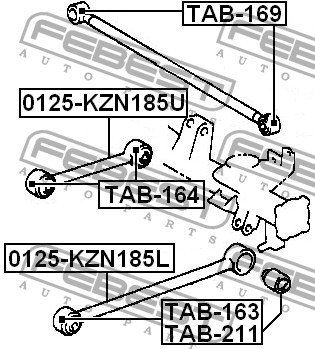 TAB-169
0125-KZN185U
TAB-164
0125-KZN185L
TAB-163
TAB-211
FEBEST
AUTO PARTS
FEBEST
AUTO PARTS
FEBEST
AUTO PARTS